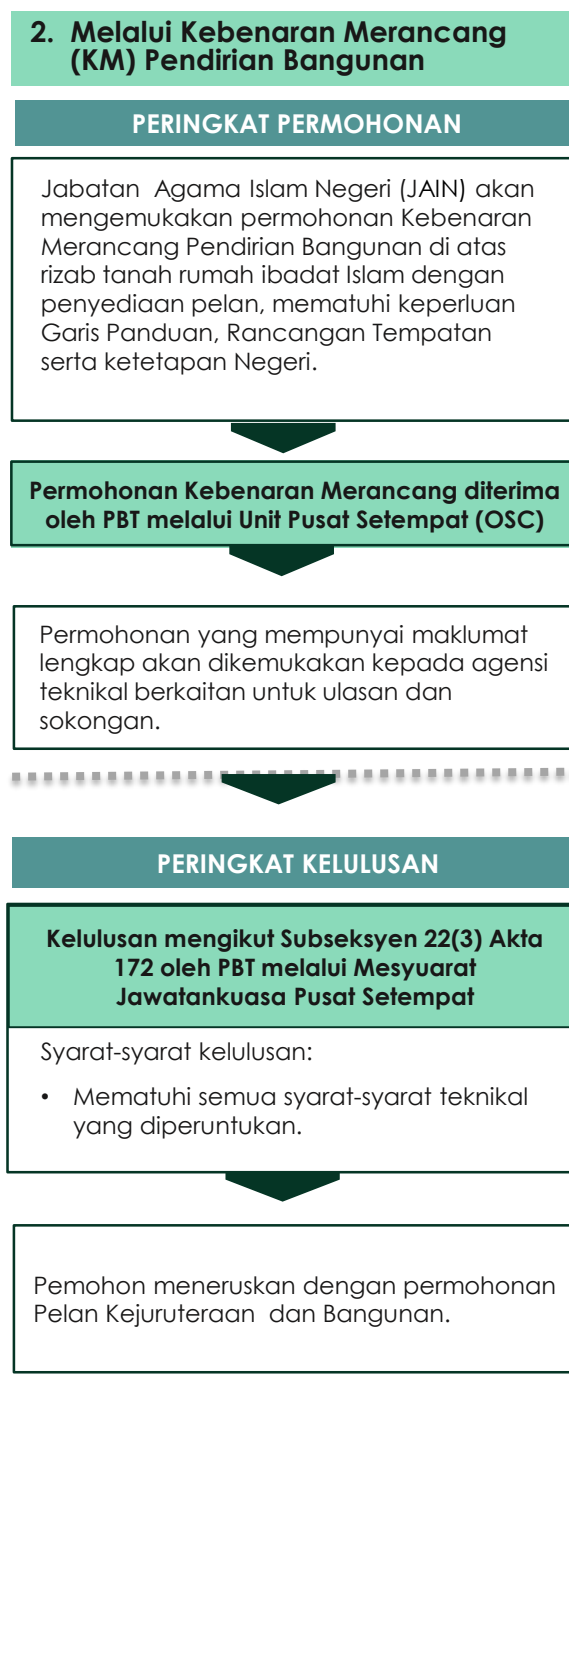 2. Melalui Kebenaran Merancang
(KM) Pendirian Bangunan
PERINGKAT PERMOHONAN
Jabatan Agama Islam Negeri (JAIN) akan
mengemukakan permohonan Kebenaran
Merancang Pendirian Bangunan di atas
rizab tanah rumah ibadat Islam dengan
penyediaan pelan, mematuhi keperluan
Garis Panduan, Rancangan Tempatan
serta ketetapan Negeri.
Permohonan Kebenaran Merancang diterima
oleh PBT melalui Unit Pusat Setempat (OSC)
Permohonan yang mempunyai maklumat
lengkap akan dikemukakan kepada agensi
teknikal berkaitan untuk ulasan dan
sokongan.
PERINGKAT KELULUSAN
Kelulusan mengikut Subseksyen 22(3) Akta
172 oleh PBT melalui Mesyuarat
Jawatankuasa Pusat Setempat
Syarat-syarat kelulusan:
• Mematuhi semua syarat-syarat teknikal
yang diperuntukan.
Pemohon meneruskan dengan permohonan
Pelan Kejuruteraan dan Bangunan.